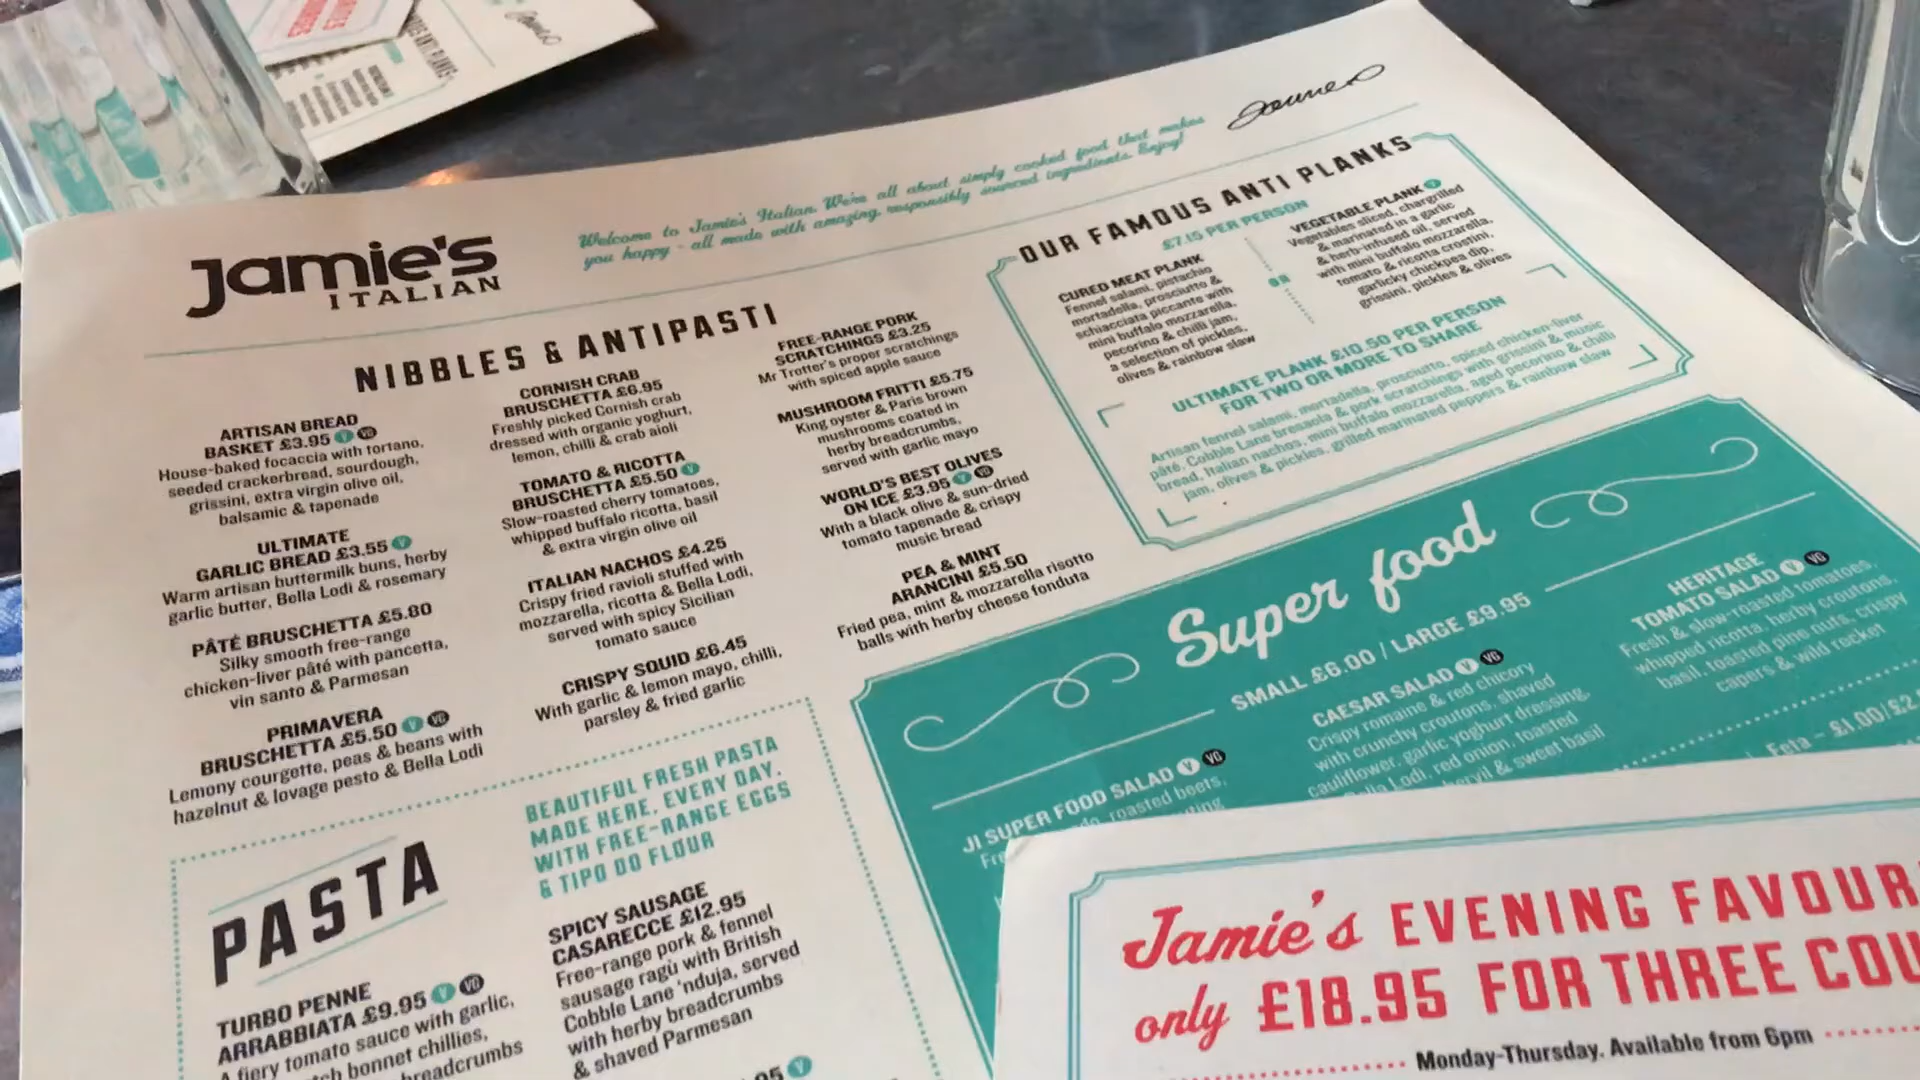 Jamie's
ITALIAN
Welcome to Jamie's Italian. We're all about simply cooked food that makes
you happy - all made with amazing, responsibly sourced ingredients. Enjoy!
NIBBLES & ANTIPASTI
ARTISAN BREAD
BASKET £3.95 V VG
House-baked focaccia with tortano,
seeded crackerbread, sourdough,
grissini, extra virgin olive oil,
balsamic & tapenade
ULTIMATE
GARLIC BREAD £3.55 V
Warm artisan buttermilk buns, herby
garlic butter, Bella Lodi & rosemary
PÂTÉ BRUSCHETTA £5.80
Silky smooth free-range
chicken-liver pâté with pancetta,
vin santo & Parmesan
PRIMAVERA
BRUSCHETTA £5.50 V VG
Lemony courgette, peas & beans with
hazelnut & lovage pesto & Bella Lodi
CORNISH CRAB
BRUSCHETTA £6.95
Freshly picked Cornish crab
dressed with organic yoghurt,
lemon, chilli & crab aioli
TOMATO & RICOTTA
BRUSCHETTA £5.50 V
Slow-roasted cherry tomatoes,
whipped buffalo ricotta, basil
& extra virgin olive oil
ITALIAN NACHOS £4.25
Crispy fried ravioli stuffed with
mozzarella, ricotta & Bella Lodi,
served with spicy Sicilian
tomato sauce
CRISPY SQUID £6.45
With garlic & lemon mayo, chilli,
parsley & fried garlic
FREE-RANGE PORK
SCRATCHINGS £3.25
Mr Trotter's proper scratchings
with spiced apple sauce
MUSHROOM FRITTI £5.75
King oyster & Paris brown
mushrooms coated in
herby breadcrumbs,
served with garlic mayo
WORLD'S BEST OLIVES
ON ICE £3.95 V VG
With a black olive & sun-dried
tomato tapenade & crispy
music bread
PEA & MINT
ARANCINI £5.50
Fried pea, mint & mozzarella risotto
balls with herby cheese fonduta
OUR FAMOUS ANTI PLANKS
£7.15 PER PERSON
CURED MEAT PLANK
Fennel salami, pistachio
mortadella, prosciutto &
schiacciata piccante with
mini buffalo mozzarella,
pecorino & chilli jam,
a selection of pickles,
olives & rainbow slaw
OR
VEGETABLE PLANK V
Vegetables sliced, chargrilled
& marinated in a garlic
& herb-infused oil, served
with mini buffalo mozzarella,
tomato & ricotta crostini,
garlicky chickpea dip,
grissini, pickles & olives
ULTIMATE PLANK £10.50 PER PERSON
FOR TWO OR MORE TO SHARE
Artisan fennel salami, mortadella, prosciutto, spiced chicken-liver
pâté, Cobble Lane bresaola & pork scratchings with grissini & music
bread, Italian nachos, mini buffalo mozzarella, aged pecorino & chilli
jam, olives & pickles, grilled marinated peppers & rainbow slaw
Super food
SMALL £6.00 / LARGE £9.95
JI SUPER FOOD SALAD V VG
roasted beets,
CAESAR SALAD V VG
Crispy romaine & red chicory
with crunchy croutons, shaved
cauliflower, garlic yoghurt dressing,
Lodi, red onion, toasted
& sweet basil
HERITAGE
TOMATO SALAD V VG
Fresh & slow-roasted tomatoes,
whipped ricotta, herby croutons,
basil, toasted pine nuts, crispy
capers & wild rocket
Feta – £1.00/£2.
PASTA
BEAUTIFUL FRESH PASTA
MADE HERE, EVERY DAY,
WITH FREE-RANGE EGGS
& TIPO 00 FLOUR
TURBO PENNE
ARRABBIATA £9.95 V VG
A fiery tomato sauce with garlic,
bonnet chillies,
breadcrumbs
SPICY SAUSAGE
CASARECCE £12.95
Free-range pork & fennel
sausage ragù with British
Cobble Lane 'nduja, served
with herby breadcrumbs
& shaved Parmesan
Jamie's EVENING FAVOUR
only £18.95 FOR THREE COU
Monday-Thursday. Available from 6pm